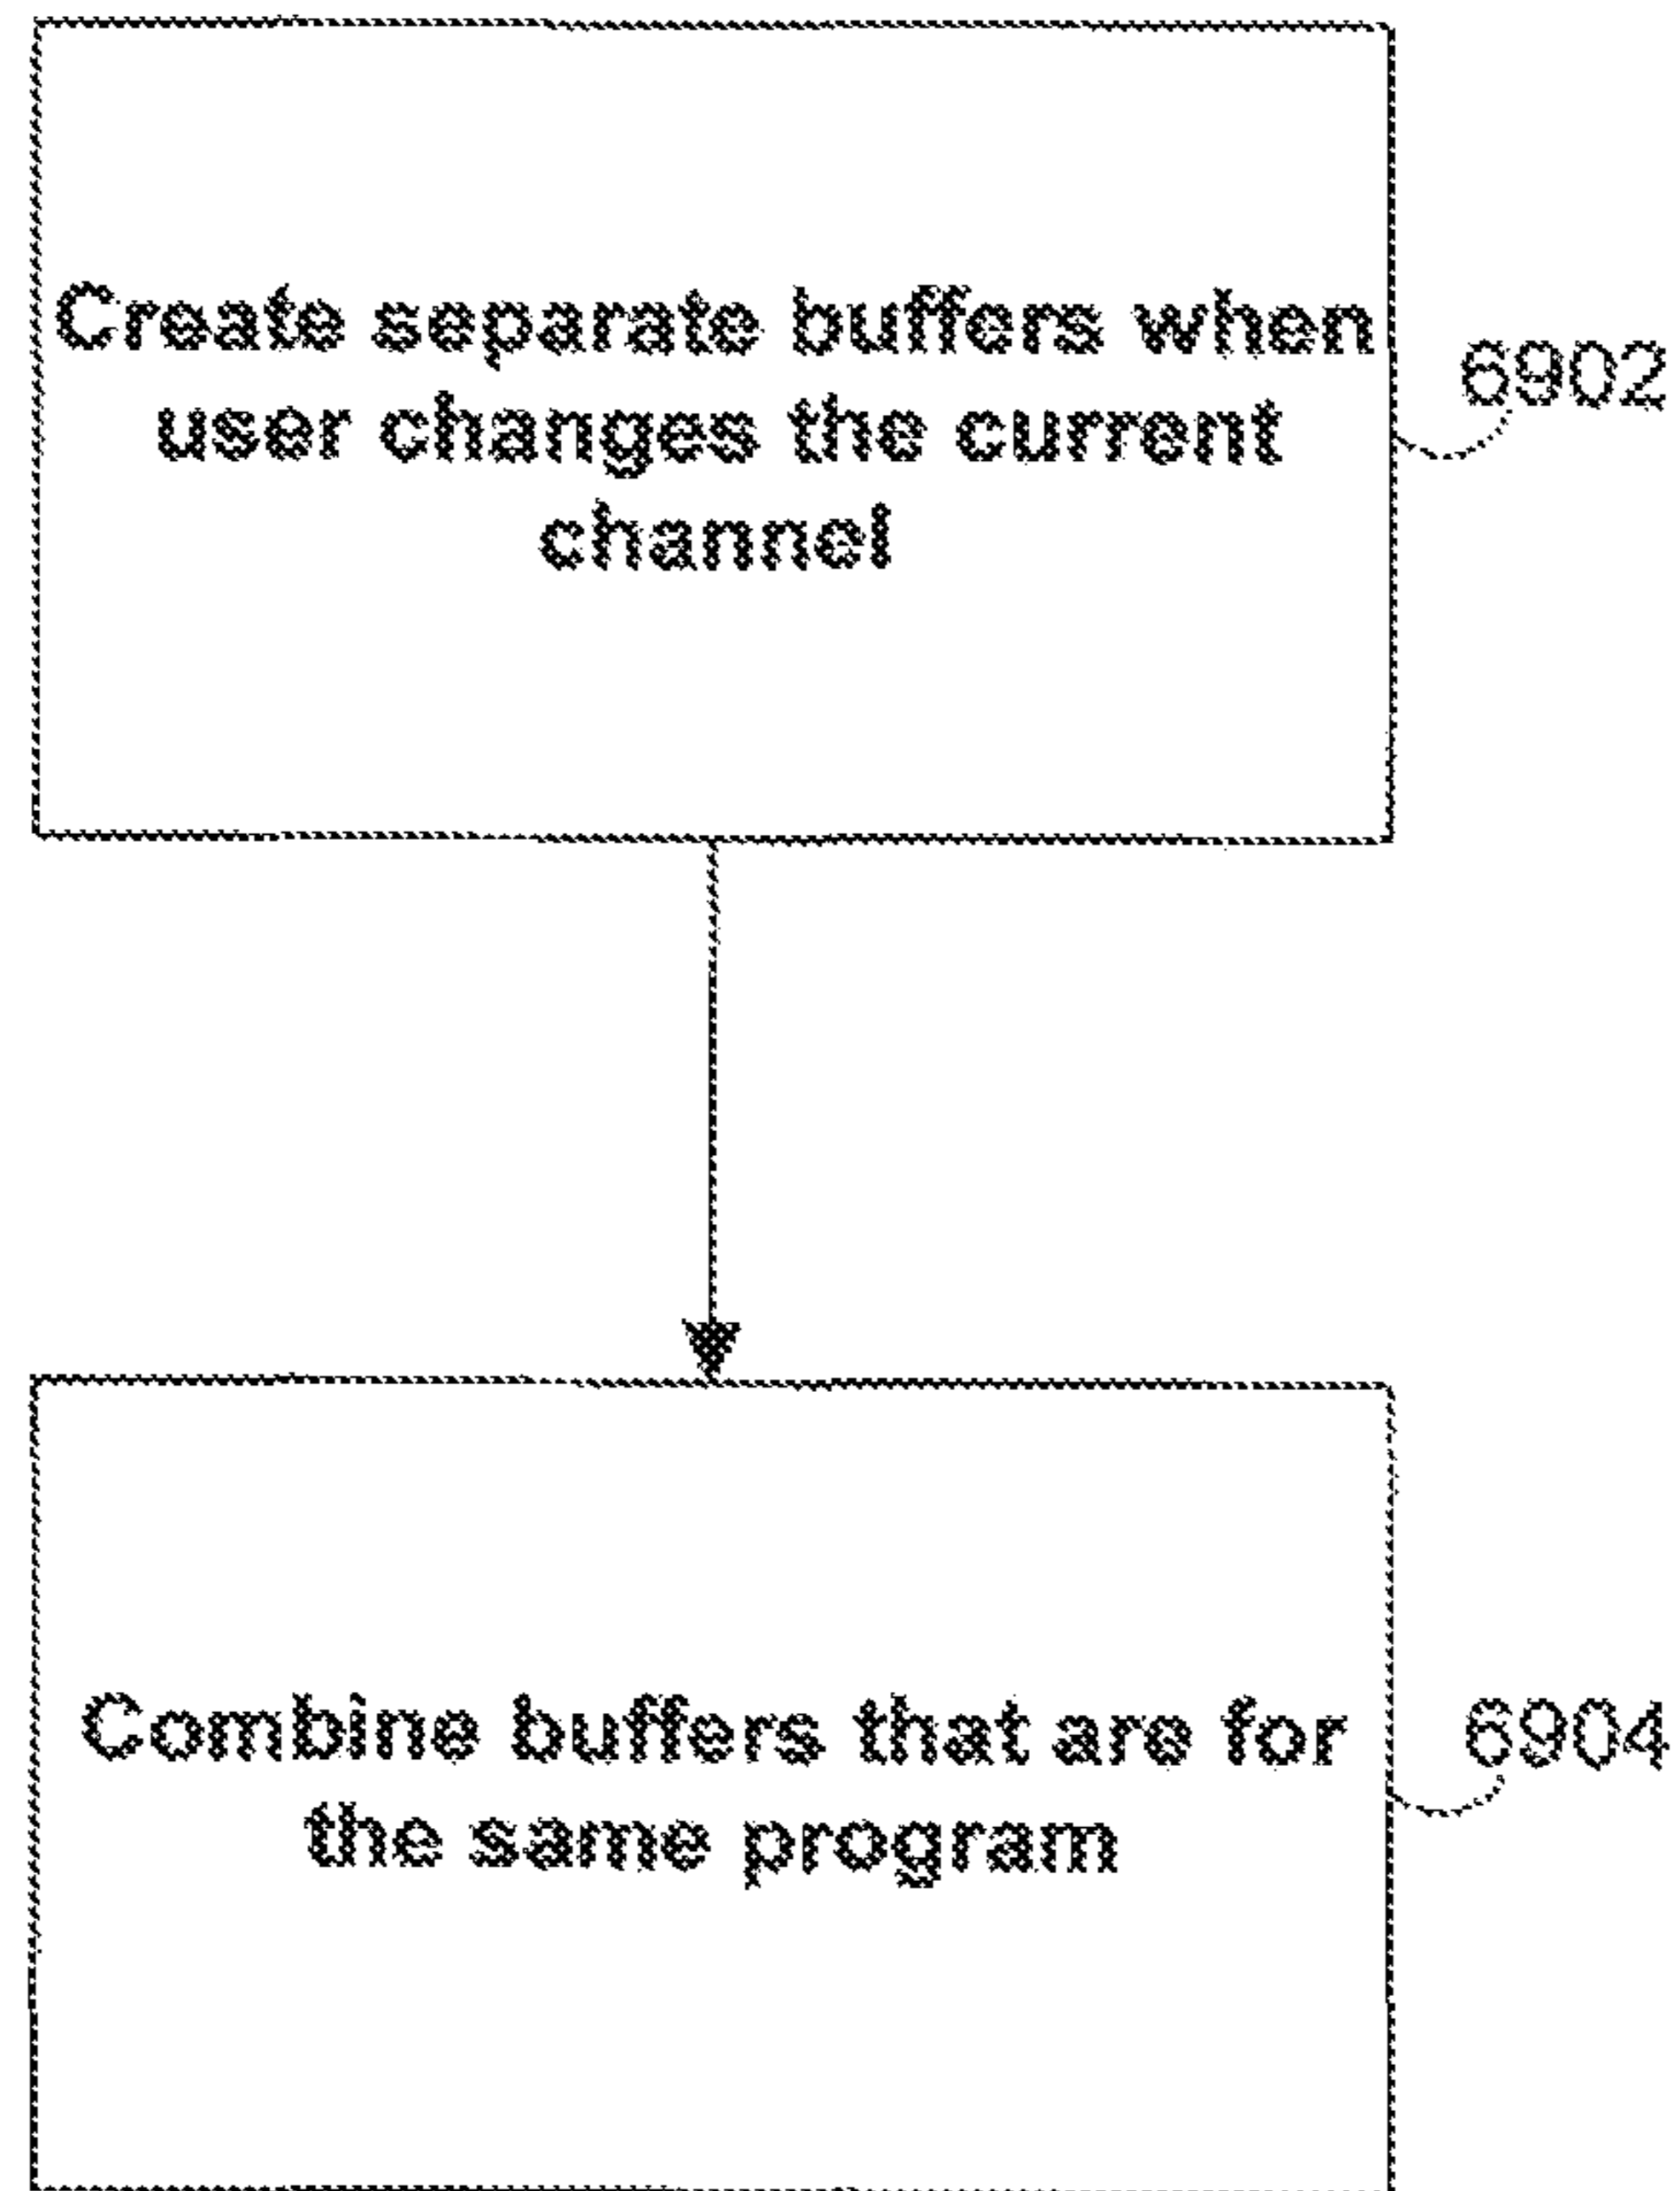 Create separate buffers when
user changes the current
channel
6902
Combine buffers that are for
the same program
6904